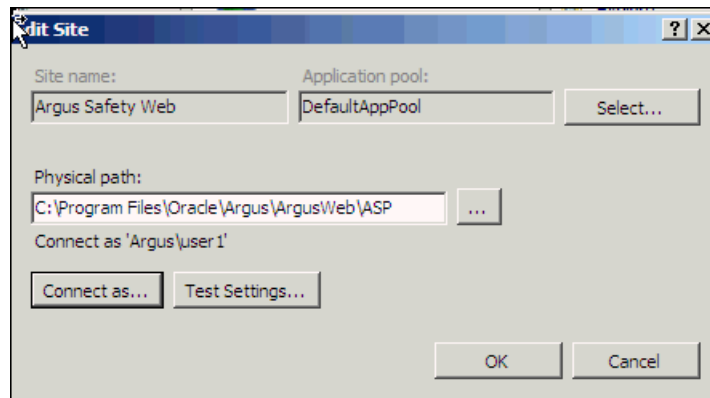 Edit Site
? X
Site name: Application pool:
Argus Safety Web DefaultAppPool Select...
Physical path:
C:\Program Files\Oracle\Argus\ArgusWeb\ASP ...
Connect as 'Argus\user1'
Connect as... Test Settings...
OK Cancel